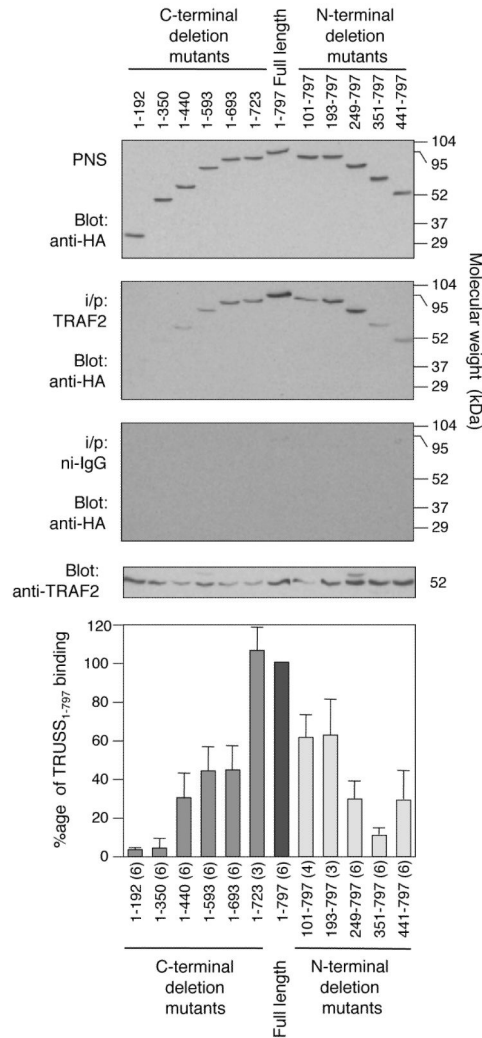 C-terminal
deletion
mutants
Full length
N-terminal
deletion
mutants
1-192
1-350
1-440
1-593
1-693
1-723
1-797
101-797
193-797
249-797
351-797
441-797
PNS
Blot:
anti-HA
104
95
52
37
29
i/p:
TRAF2
Blot:
anti-HA
104
95
52
37
29
i/p:
ni-IgG
Blot:
anti-HA
104
95
52
37
29
Molecular weight (kDa)
Blot:
anti-TRAF2
52
%age of TRUSS1-797 binding
120
100
80
60
40
20
0
1-192 (6)
1-350 (6)
1-440 (6)
1-593 (6)
1-693 (6)
1-723 (3)
1-797 (6)
101-797 (4)
193-797 (3)
249-797 (6)
351-797 (6)
441-797 (6)
C-terminal
deletion
mutants
Full length
N-terminal
deletion
mutants